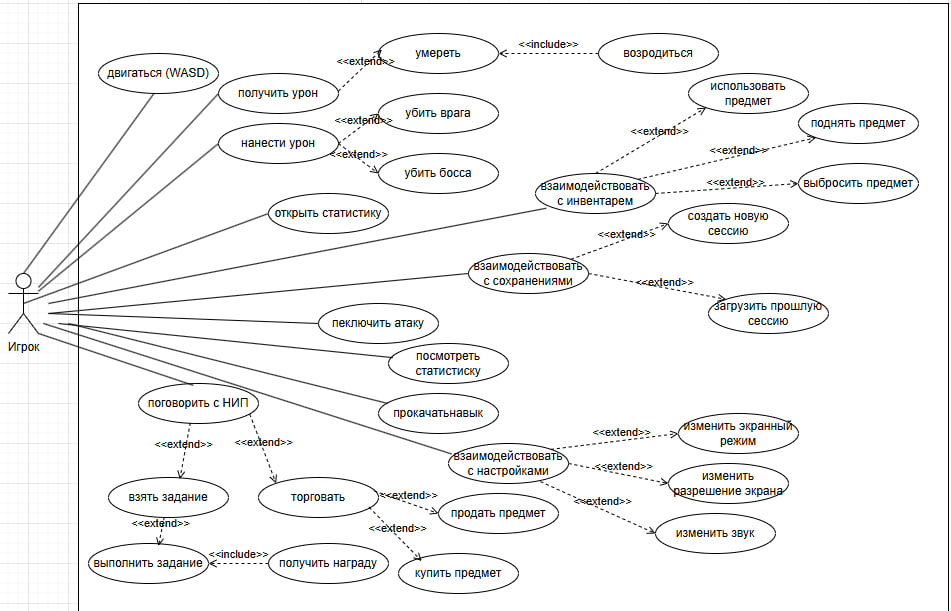 умереть
<<include>>
возродиться
<<extend>>
двигаться (WASD)
получить урон
использовать
предмет
убить врага
<<extend>>
нанести урон
<<extend>>
поднять предмет
<<extend>>
<<extend>>
убить босса
взаимодействовать
с инвентарем
<<extend>>
выбросить предмет
открыть статистику
создать новую
сессию
<<extend>>
взаимодействовать
с сохранениями
<<extend>>
загрузить прошлую
сессию
Игрок
пеключить атаку
посмотреть
статистиску
поговорить с НИП
прокачатьнавык
<<extend>>
<<extend>>
взаимодействовать
с настройками
<<extend>>
изменить экранный
режим
<<extend>>
изменить
разрешение экрана
<<extend>>
изменить звук
взять задание
торговать
<<extend>>
продать предмет
<<extend>>
<<extend>>
выполнить задание
<<include>>
получить награду
купить предмет